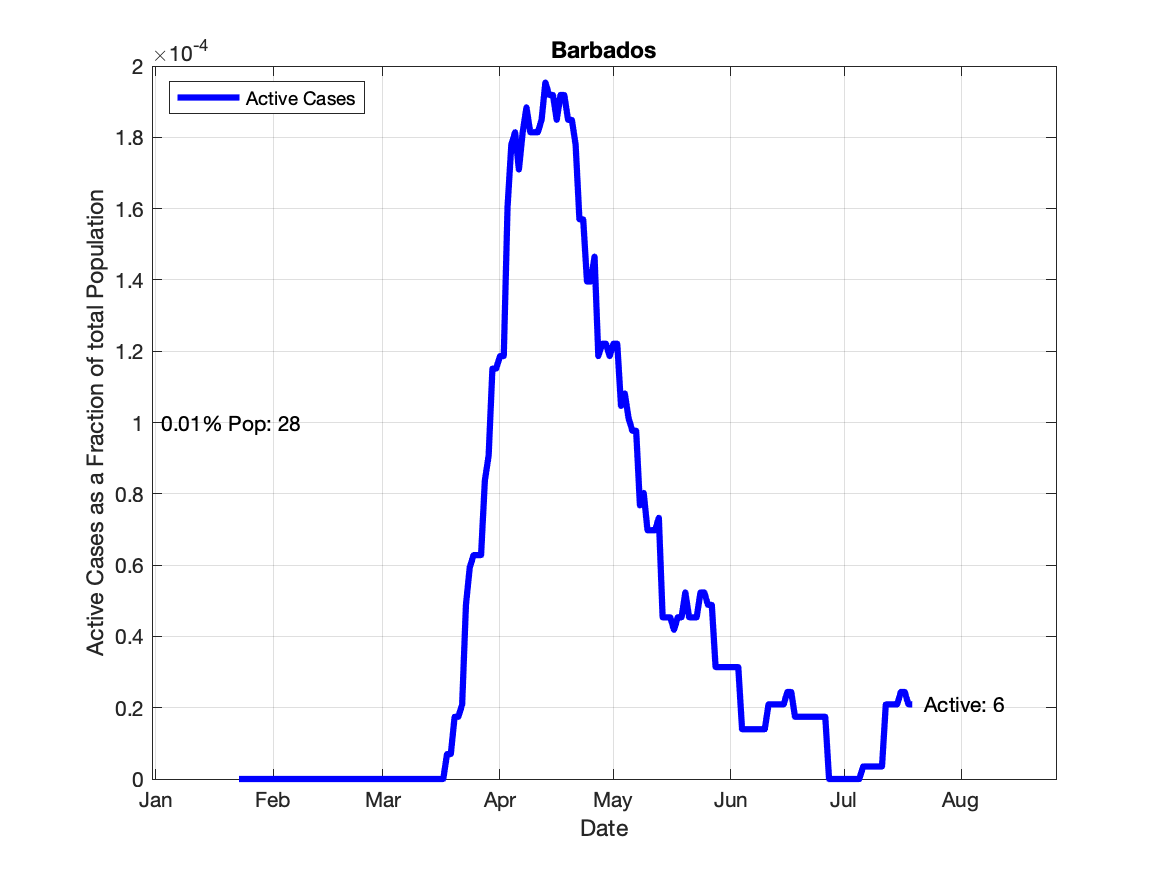 Barbados
×10⁻⁴
2
Active Cases
1.8
1.6
1.4
1.2
1
0.01% Pop: 28
0.8
0.6
0.4
0.2
Active: 6
0
Active Cases as a Fraction of total Population
Jan Feb Mar Apr May Jun Jul Aug
Date